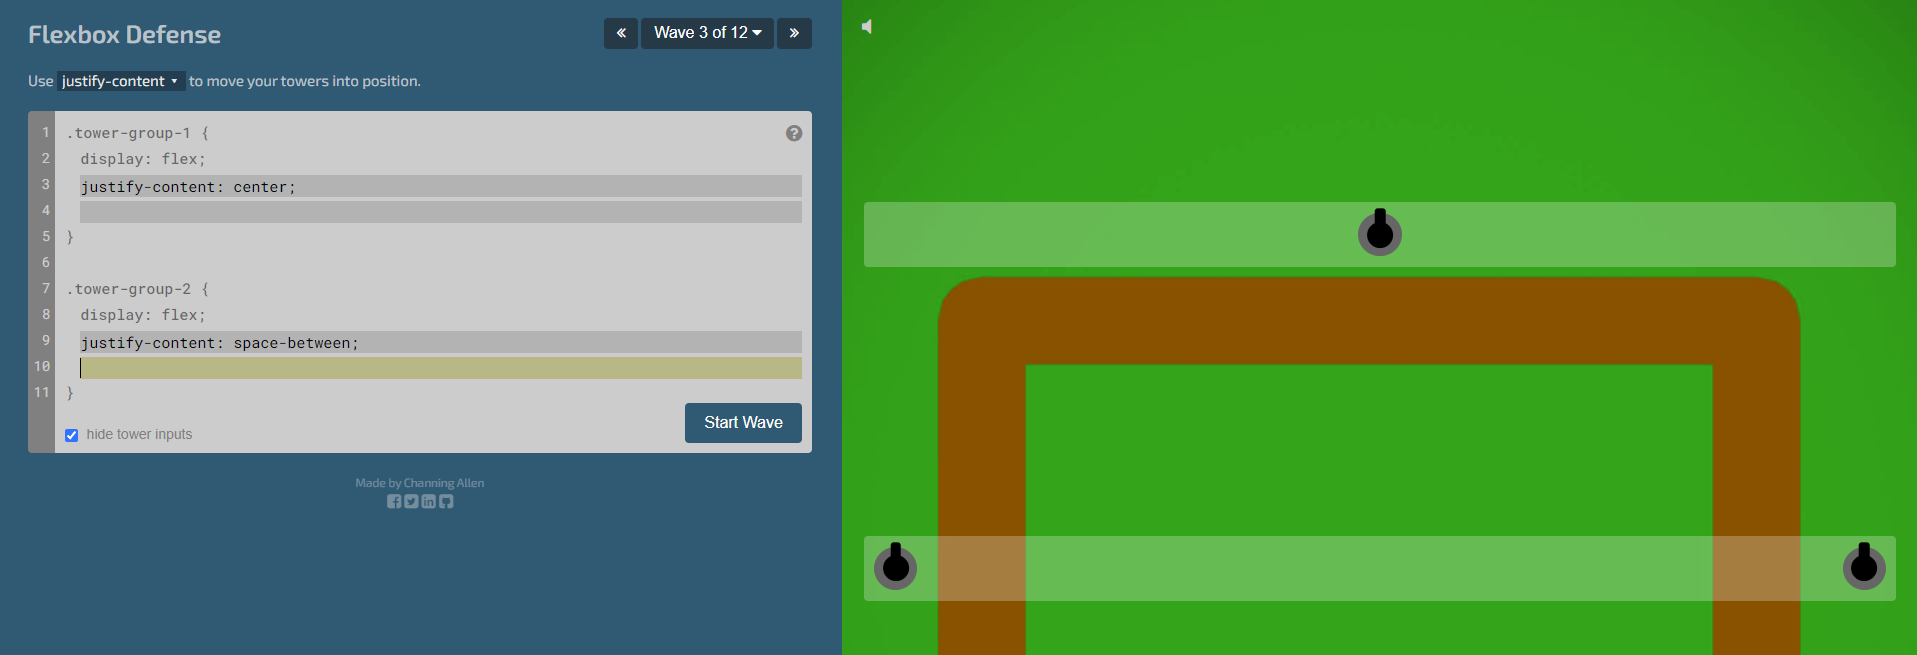 Flexbox Defense
« Wave 3 of 12 »
Use justify-content to move your towers into position.
1 .tower-group-1 {
2 display: flex;
3 justify-content: center;
4
5 }
6
7 .tower-group-2 {
8 display: flex;
9 justify-content: space-between;
10
11 }
hide tower inputs
Start Wave
Made by Channing Allen